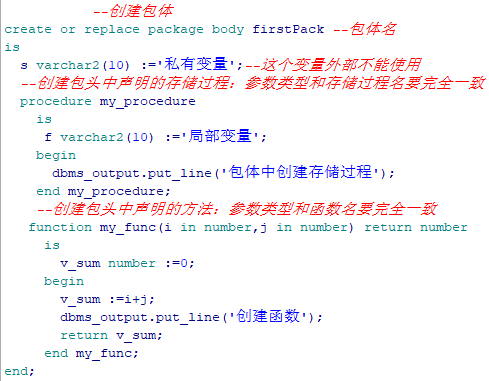 --创建包体
create or replace package body firstPack --包体名
is
s varchar2(10) :='私有变量';--这个变量外部不能使用
--创建包头中声明的存储过程：参数类型和存储过程名要完全一致
procedure my_procedure
is
f varchar2(10) :='局部变量';
begin
dbms_output.put_line('包体中创建存储过程');
end my_procedure;
--创建包头中声明的方法：参数类型和函数名要完全一致
function my_func(i in number,j in number) return number
is
v_sum number :=0;
begin
v_sum :=i+j;
dbms_output.put_line('创建函数');
return v_sum;
end my_func;
end;